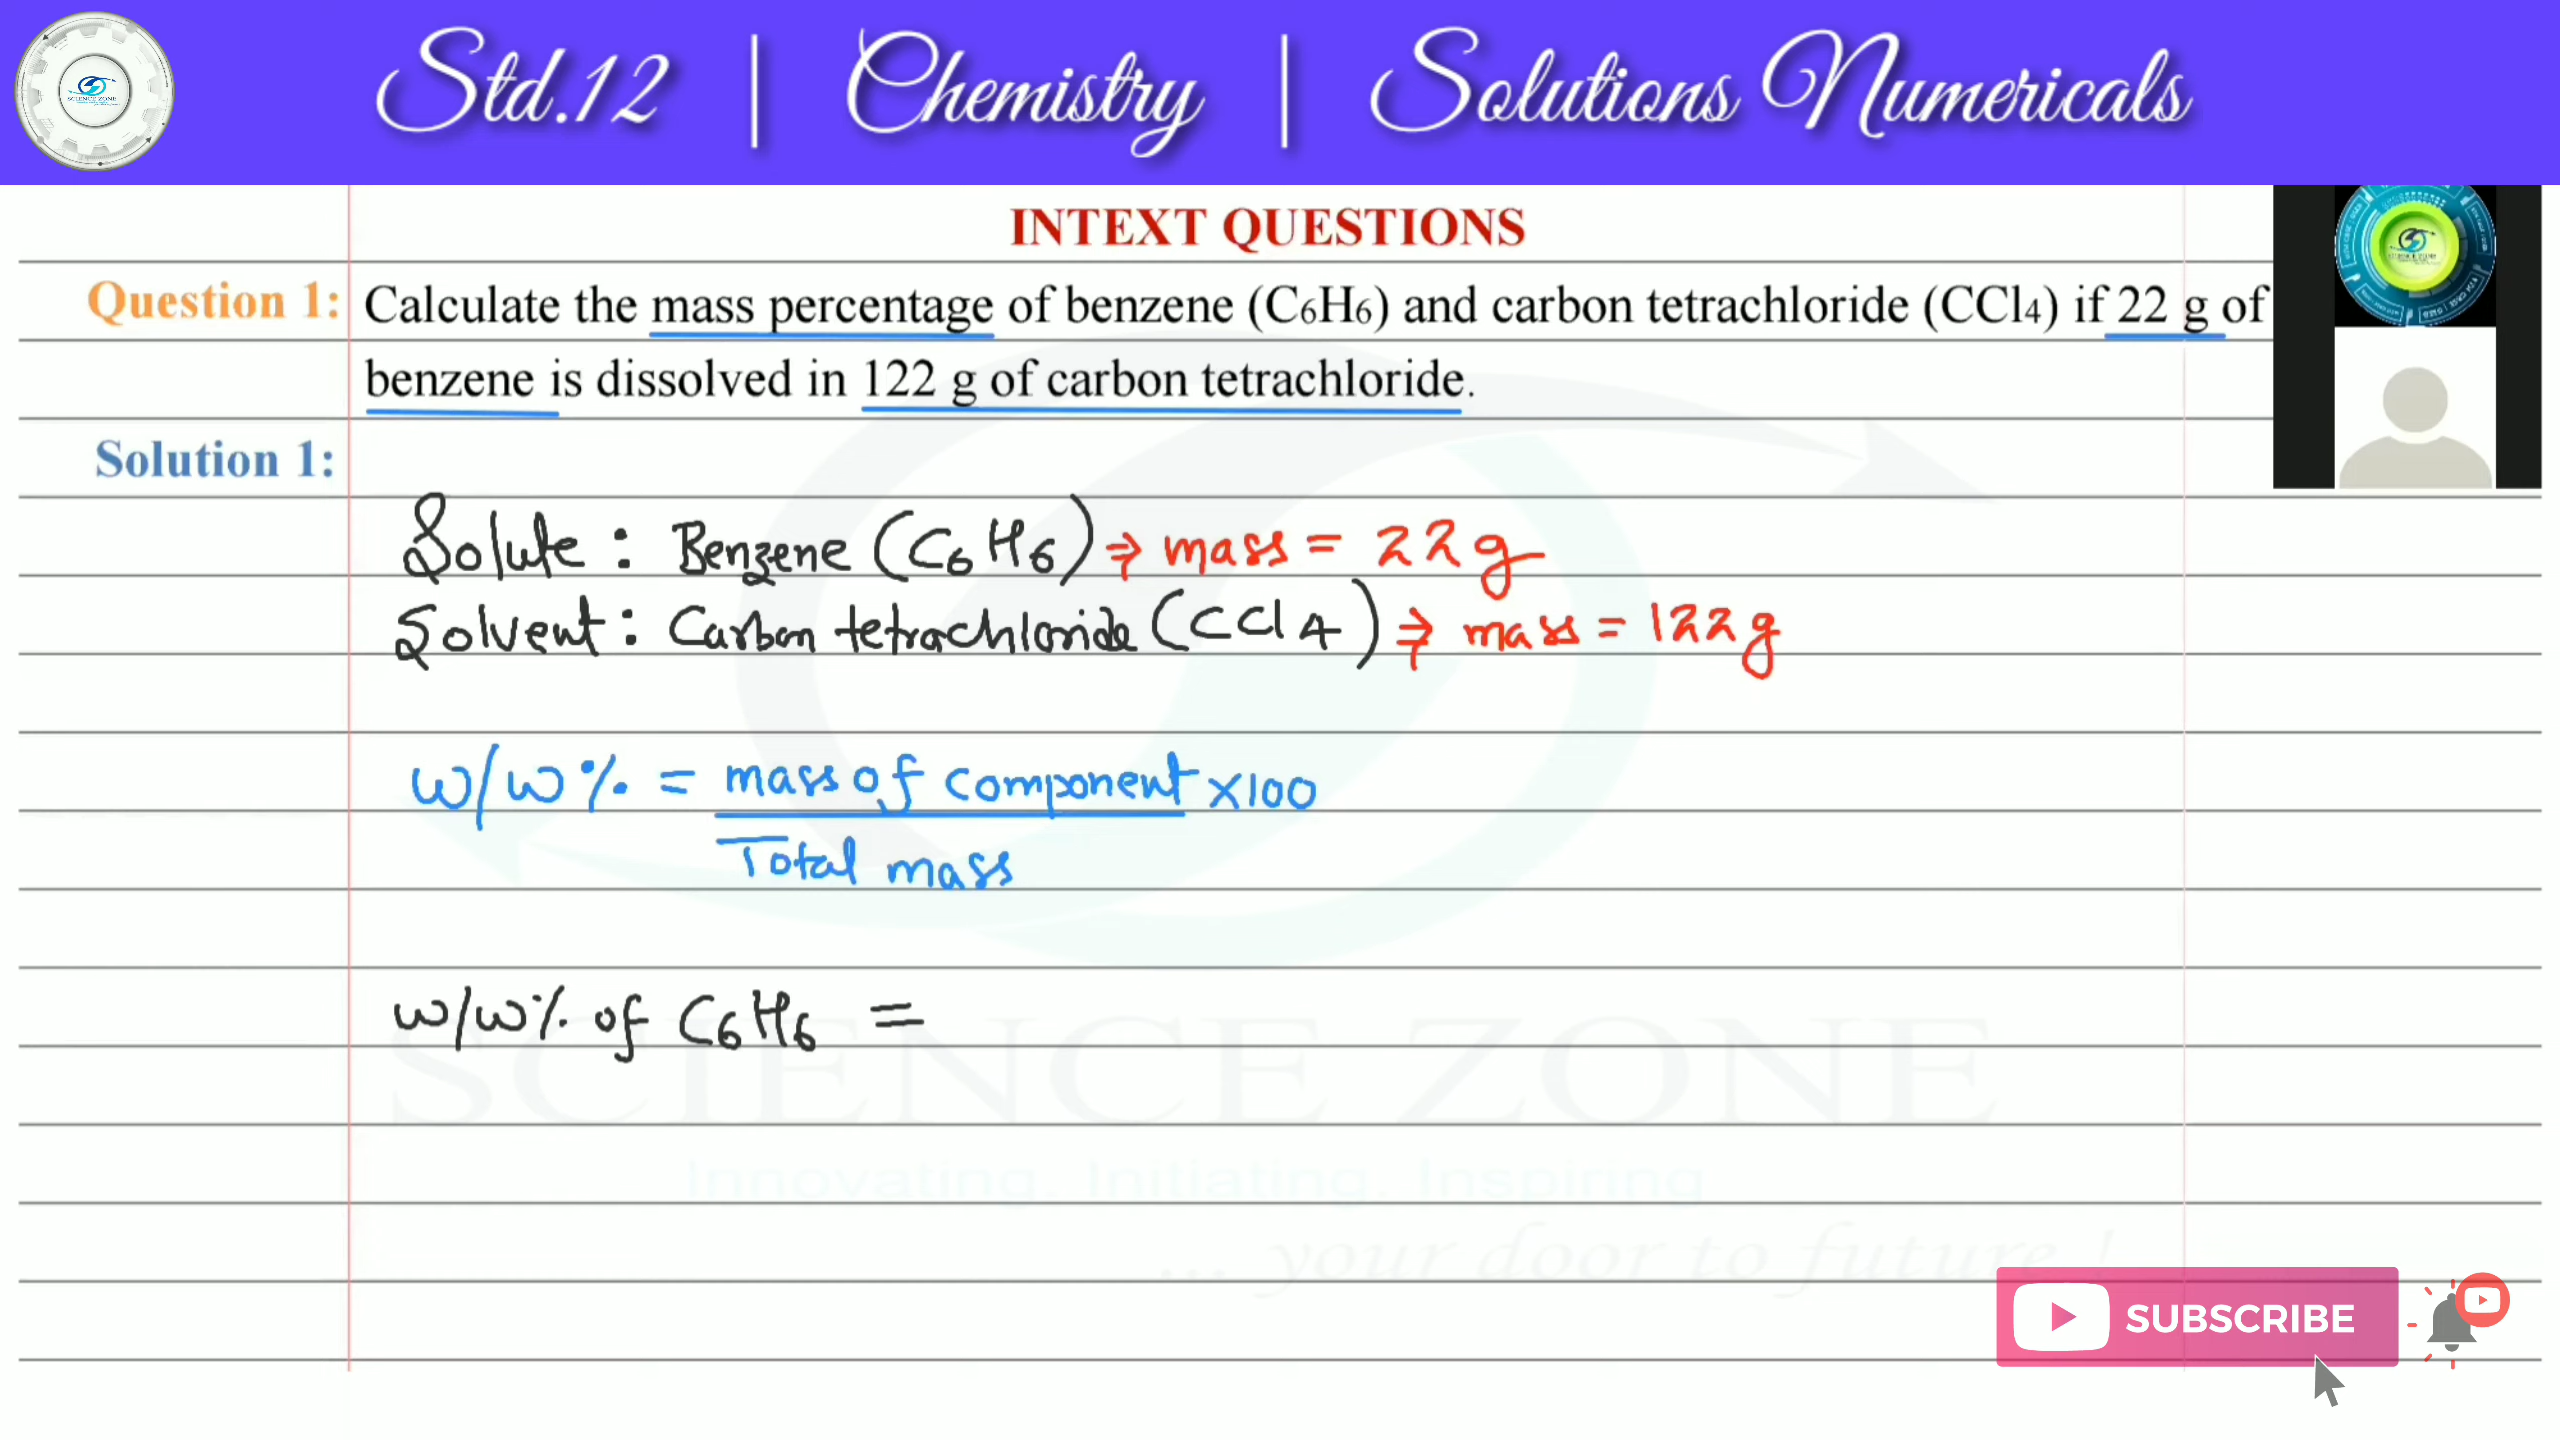 SCIENCE ZONE
Std.12 | Chemistry | Solutions Numericals
INTEXT QUESTIONS
Question 1: Calculate the mass percentage of benzene (C6H6) and carbon tetrachloride (CCl4) if 22 g of
benzene is dissolved in 122 g of carbon tetrachloride.
Solution 1:
Solute : Benzene (C6H6) ⇒ mass = 22g
Solvent : Carbon tetrachloride (CCl4) ⇒ mass = 122g
W/W % = mass of component ×100
Total mass
W/W% of C6H6 =
SCIENCE ZONE
Innovating. Initiating. Inspiring
... your door to future !
SUBSCRIBE